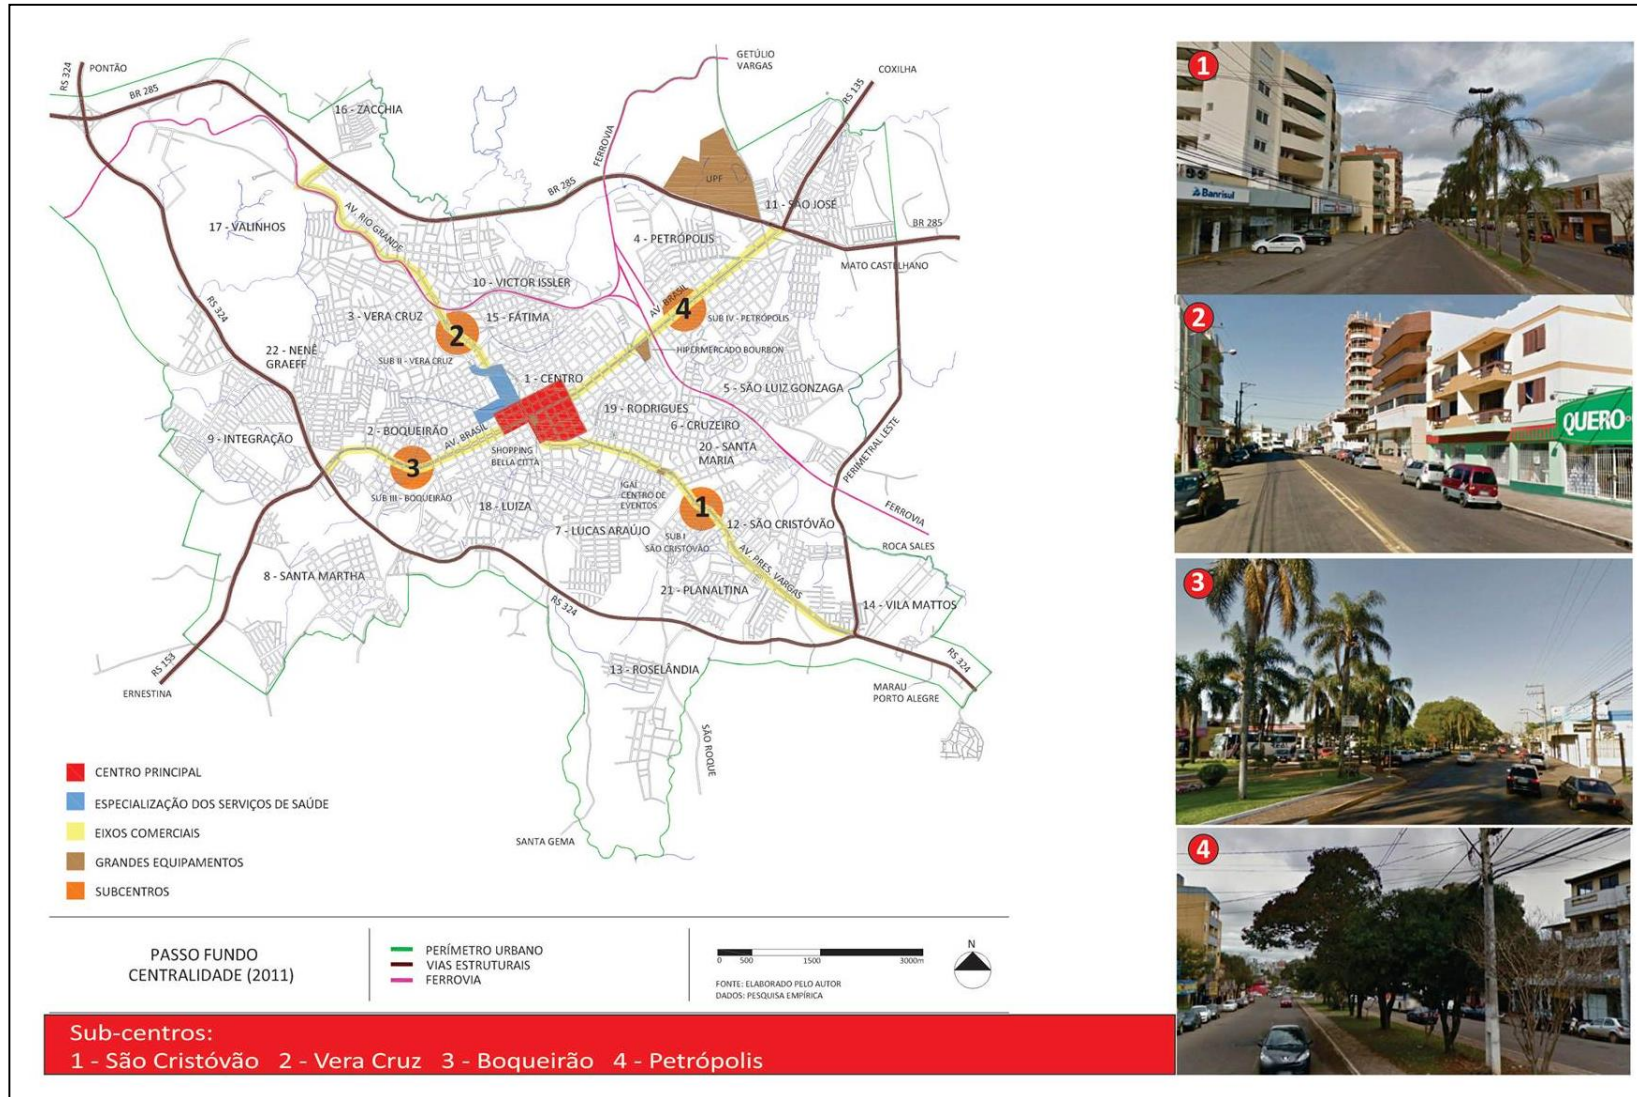 RS 324
PONTÃO
BR 285
16 - ZACCHIA
GETÚLIO
VARGAS
COXILHA
RS 135
FERROVIA
BR 285
UPF
11 - SÃO JOSÉ
17 - VALINHOS
AV. RIO GRANDE
4 - PETRÓPOLIS
BR 285
MATO CASTELHANO
10 - VICTOR ISSLER
RS 324
3 - VERA CRUZ
15 - FÁTIMA
2
AV. BRASIL
4
SUB IV - PETRÓPOLIS
22 - NENÊ
GRAEFF
SUB II - VERA CRUZ
HIPERMERCADO BOURBON
1 - CENTRO
5 - SÃO LUIZ GONZAGA
19 - RODRIGUES
9 - INTEGRAÇÃO
2 - BOQUEIRÃO
AV. BRASIL
6 - CRUZEIRO
20 - SANTA
MARIA
PERIMETRAL LESTE
SHOPPING
BELLA CITTÀ
3
SUB III - BOQUEIRÃO
IGAÍ
CENTRO DE
EVENTOS
1
18 - LUIZA
7 - LUCAS ARAÚJO
12 - SÃO CRISTÓVÃO
FERROVIA
SUB I
SÃO CRISTÓVÃO
ROCA SALES
AV. PRES. VARGAS
8 - SANTA MARTHA
21 - PLANALTINA
14 - VILA MATTOS
RS 324
RS 153
13 - ROSELÂNDIA
RS 324
ERNESTINA
MARAU
PORTO ALEGRE
SÃO ROQUE
SANTA GEMA
CENTRO PRINCIPAL
ESPECIALIZAÇÃO DOS SERVIÇOS DE SAÚDE
EIXOS COMERCIAIS
GRANDES EQUIPAMENTOS
SUBCENTROS
PASSO FUNDO
CENTRALIDADE (2011)
PERÍMETRO URBANO
VIAS ESTRUTURAIS
FERROVIA
0 500 1500 3000m
FONTE: ELABORADO PELO AUTOR
DADOS: PESQUISA EMPÍRICA
N
Sub-centros:
1 - São Cristóvão 2 - Vera Cruz 3 - Boqueirão 4 - Petrópolis
1
Banrisul
2
QUERO
3
4